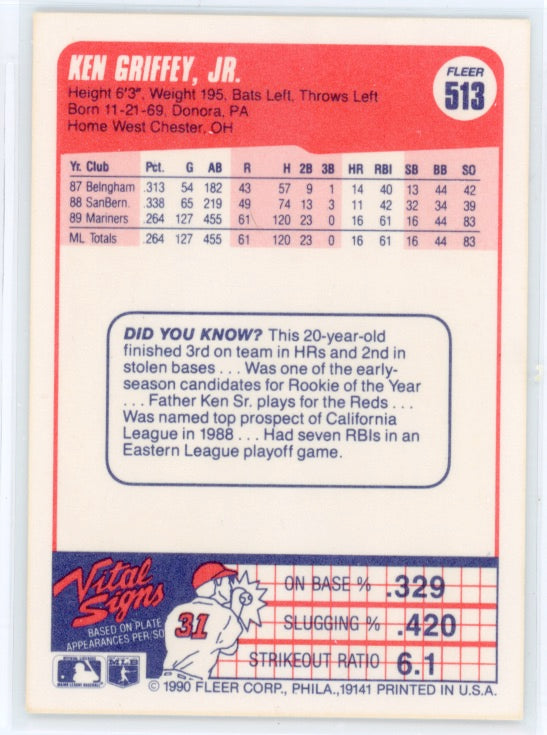 KEN GRIFFEY, JR.
FLEER
513
Height 6'3", Weight 195, Bats Left, Throws Left
Born 11-21-69, Donora, PA
Home West Chester, OH
Yr. Club Pct. G AB R H 2B 3B HR RBI SB BB SO
87 Belngham .313 54 182 43 57 9 1 14 40 13 44 42
88 SanBern. .338 65 219 49 74 13 3 11 42 32 34 39
89 Mariners .264 127 455 61 120 23 0 16 61 16 44 83
ML Totals .264 127 455 61 120 23 0 16 61 16 44 83
DID YOU KNOW? This 20-year-old
finished 3rd on team in HRs and 2nd in
stolen bases . . . Was one of the early-
season candidates for Rookie of the Year
. . . Father Ken Sr. plays for the Reds . . .
Was named top prospect of California
League in 1988 . . . Had seven RBIs in an
Eastern League playoff game.
Vital
Signs
BASED ON PLATE
APPEARANCES PER/SO
31
ON BASE % .329
SLUGGING % .420
STRIKEOUT RATIO 6.1
MLB
© 1990 FLEER CORP., PHILA.,19141 PRINTED IN U.S.A.